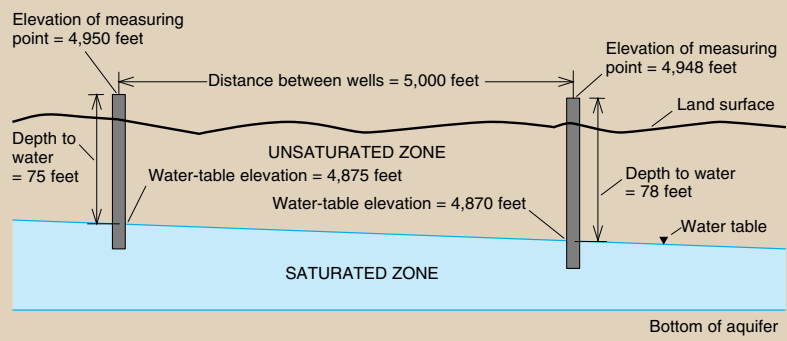 Elevation of measuring
point = 4,950 feet
Distance between wells = 5,000 feet
Elevation of measuring
point = 4,948 feet
Land surface
Depth to
water
= 75 feet
UNSATURATED ZONE
Water-table elevation = 4,875 feet
Depth to water
= 78 feet
Water-table elevation = 4,870 feet
Water table
SATURATED ZONE
Bottom of aquifer